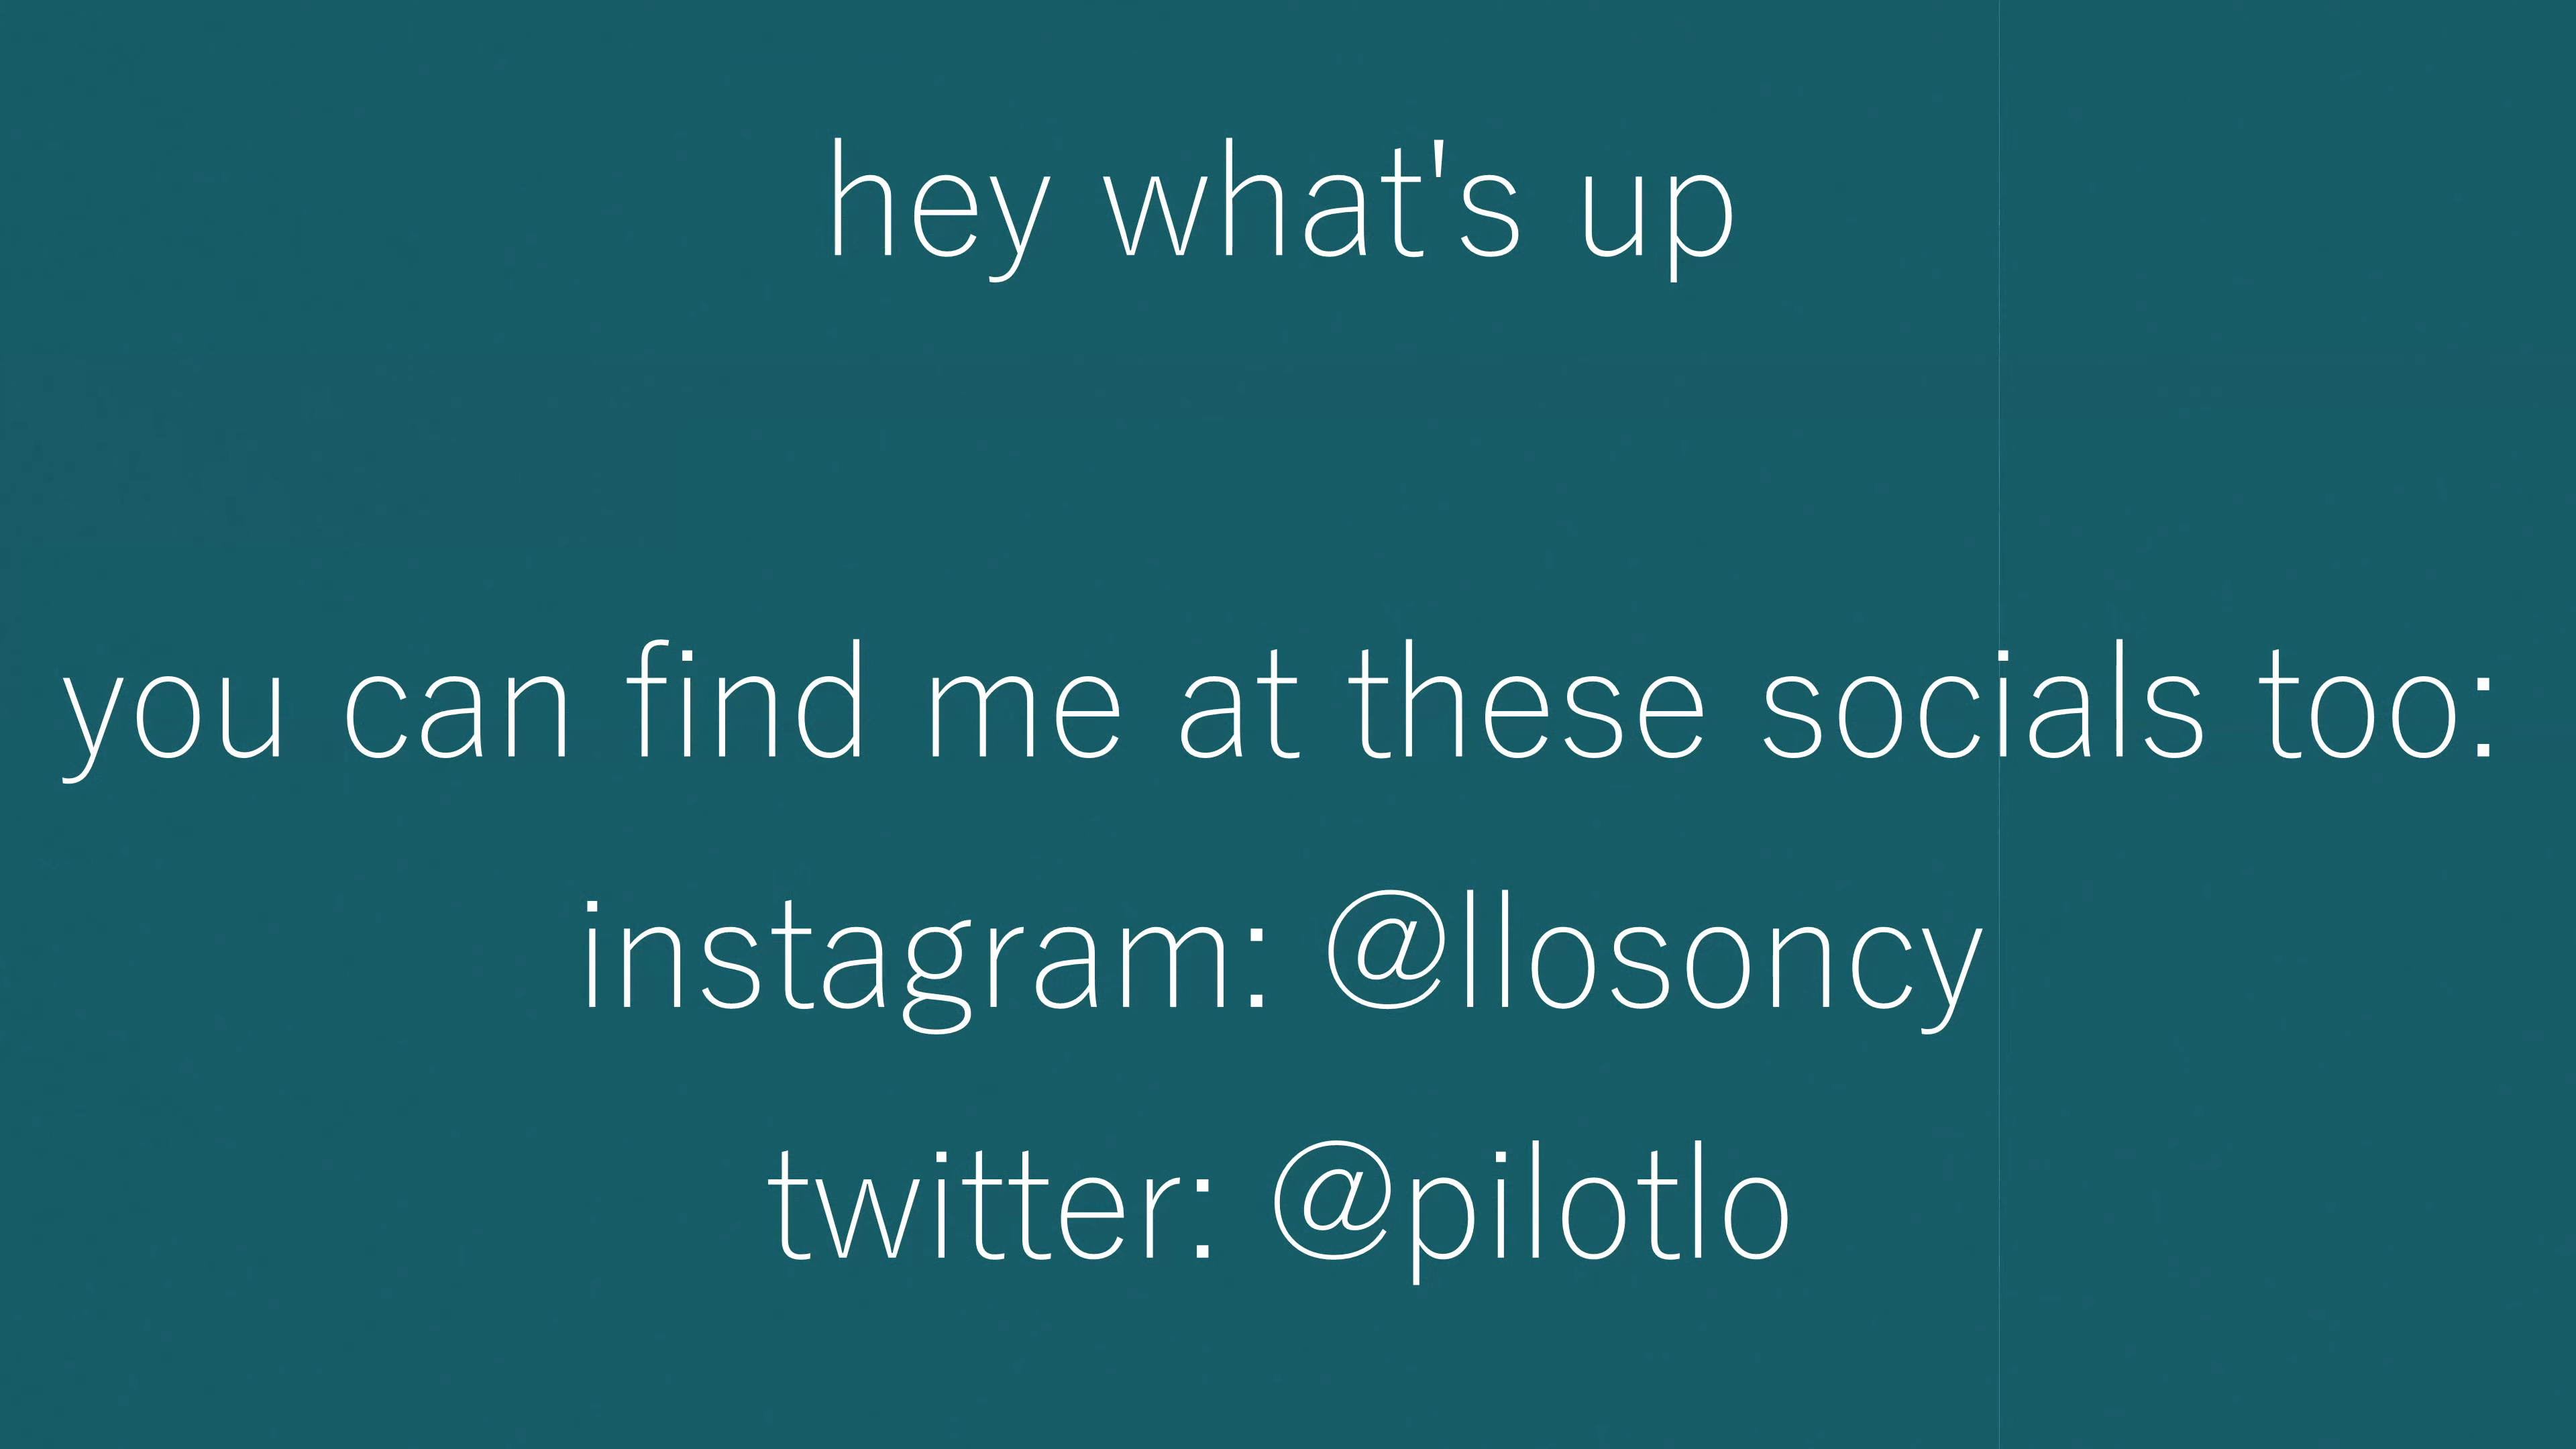 hey what's up
you can find me at these socials too:
instagram: @llosoncy
twitter: @pilotlo